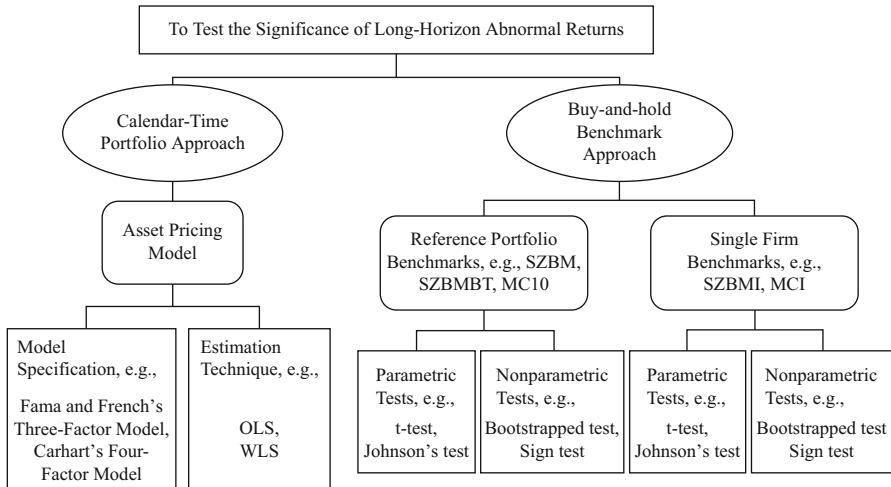 To Test the Significance of Long-Horizon Abnormal Returns
Calendar-Time
Portfolio Approach
Buy-and-hold
Benchmark
Approach
Asset Pricing
Model
Reference Portfolio
Benchmarks, e.g., SZBM,
SZBMBT, MC10
Single Firm
Benchmarks, e.g.,
SZBMI, MCI
Model
Specification, e.g.,
Fama and French's
Three-Factor Model,
Carhart's Four-
Factor Model
Estimation
Technique, e.g.,
OLS,
WLS
Parametric
Tests, e.g.,
t-test,
Johnson's test
Nonparametric
Tests, e.g.,
Bootstrapped test,
Sign test
Parametric
Tests, e.g.,
t-test,
Johnson's test
Nonparametric
Tests, e.g.,
Bootstrapped test
Sign test